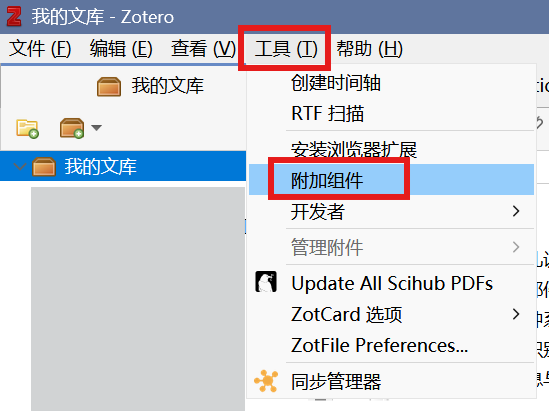 我的文库 - Zotero
文件 (F) 编辑 (E) 查看 (V) 工具 (T) 帮助 (H)
我的文库
我的文库
创建时间轴
RTF 扫描
安装浏览器扩展
附加组件
开发者
管理附件
Update All Scihub PDFs
ZotCard 选项
ZotFile Preferences...
同步管理器